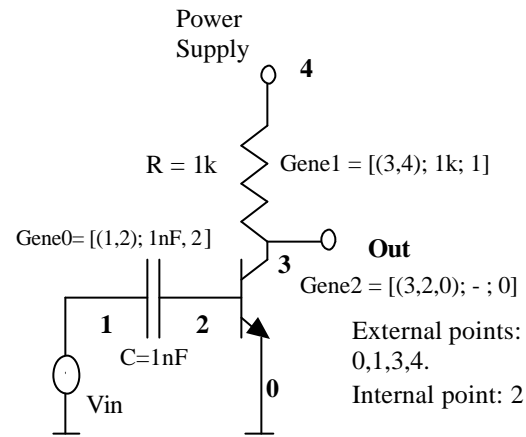 Power
Supply
4
R = 1k
Gene1 = [(3,4); 1k; 1]
Gene0= [(1,2); 1nF, 2]
Out
3
Gene2 = [(3,2,0); - ; 0]
1
2
External points:
0,1,3,4.
C=1nF
0
Internal point: 2
Vin